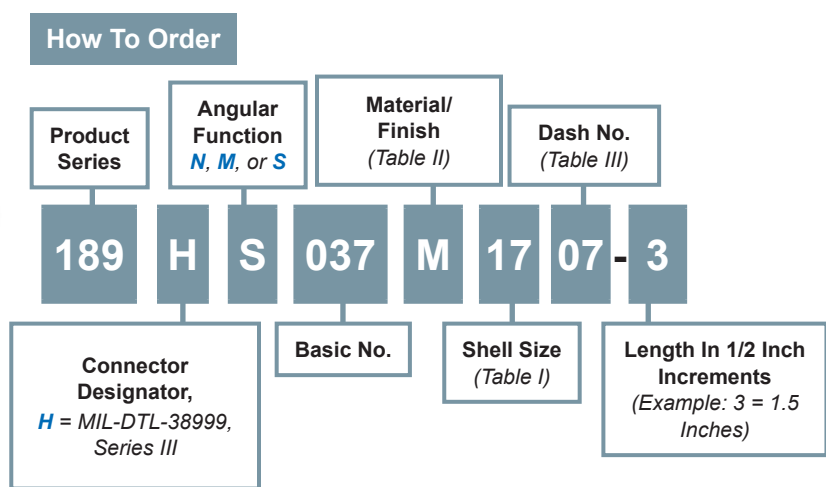 How To Order
Product
Series
Angular
Function
N, M, or S
Material/
Finish
(Table II)
Dash No.
(Table III)
189 H S 037 M 17 07 - 3
Connector
Designator,
H = MIL-DTL-38999,
Series III
Basic No.
Shell Size
(Table I)
Length In 1/2 Inch
Increments
(Example: 3 = 1.5
Inches)